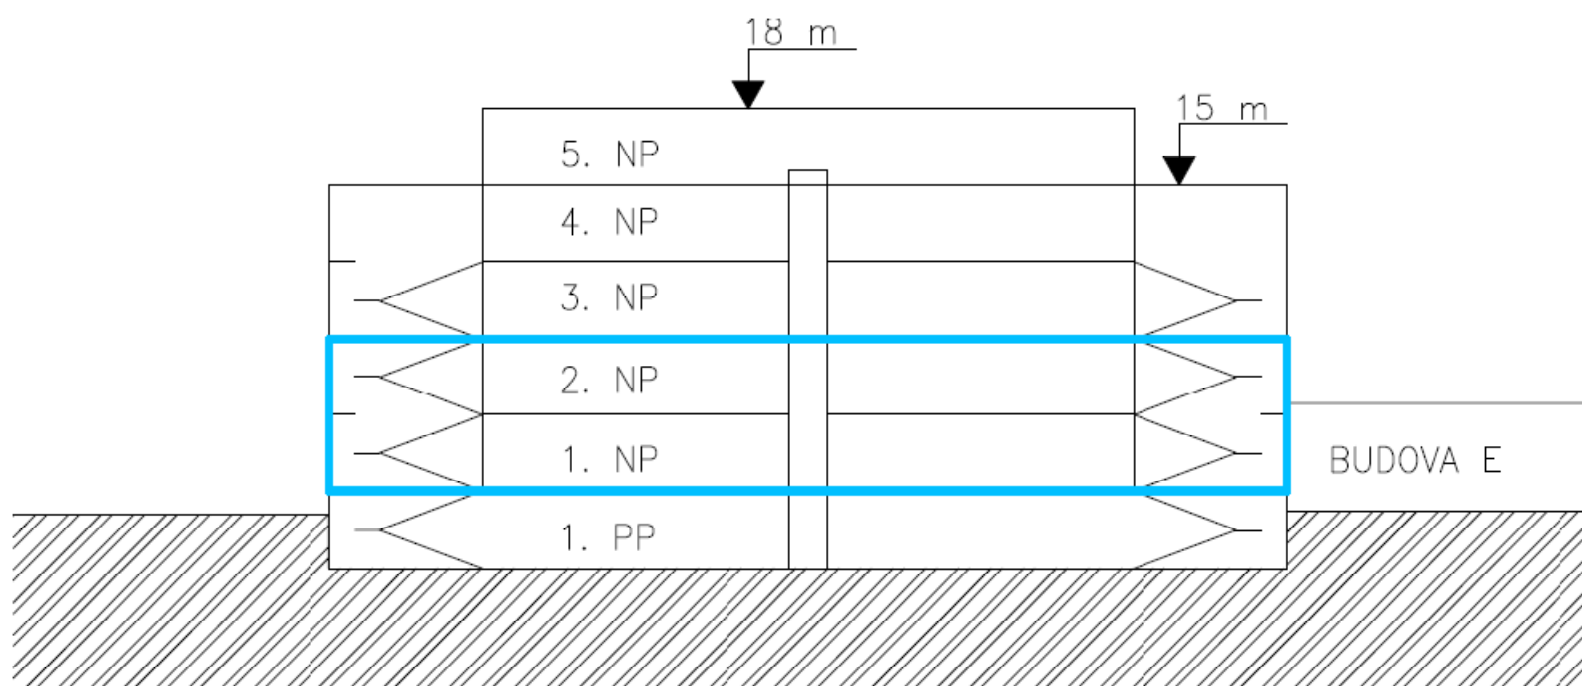 18 m
15 m
5. NP
4. NP
3. NP
2. NP
1. NP
BUDOVA E
1. PP